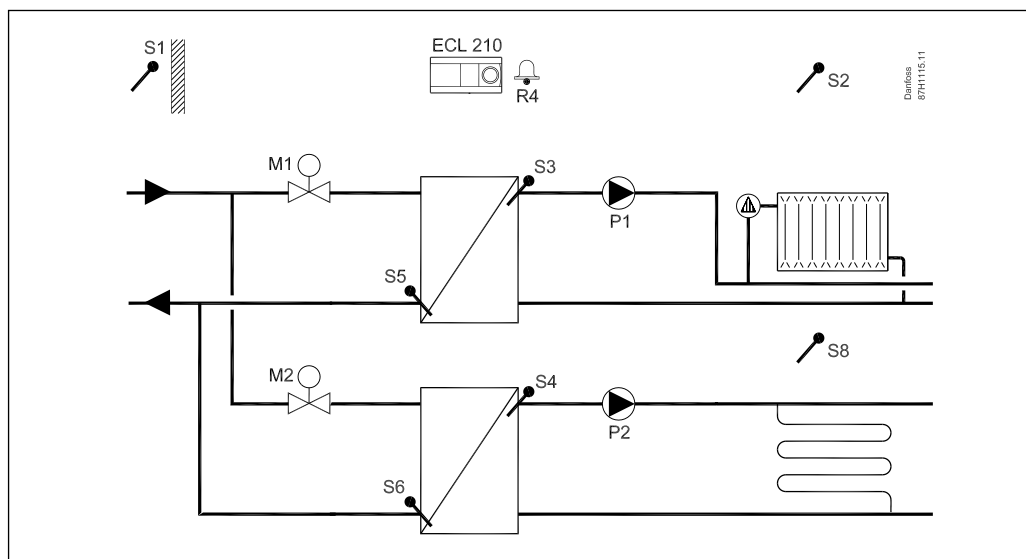 S1
ECL 210
R4
S2
Danfoss
87H1115.11
M1
S3
P1
S5
S8
M2
S4
P2
S6